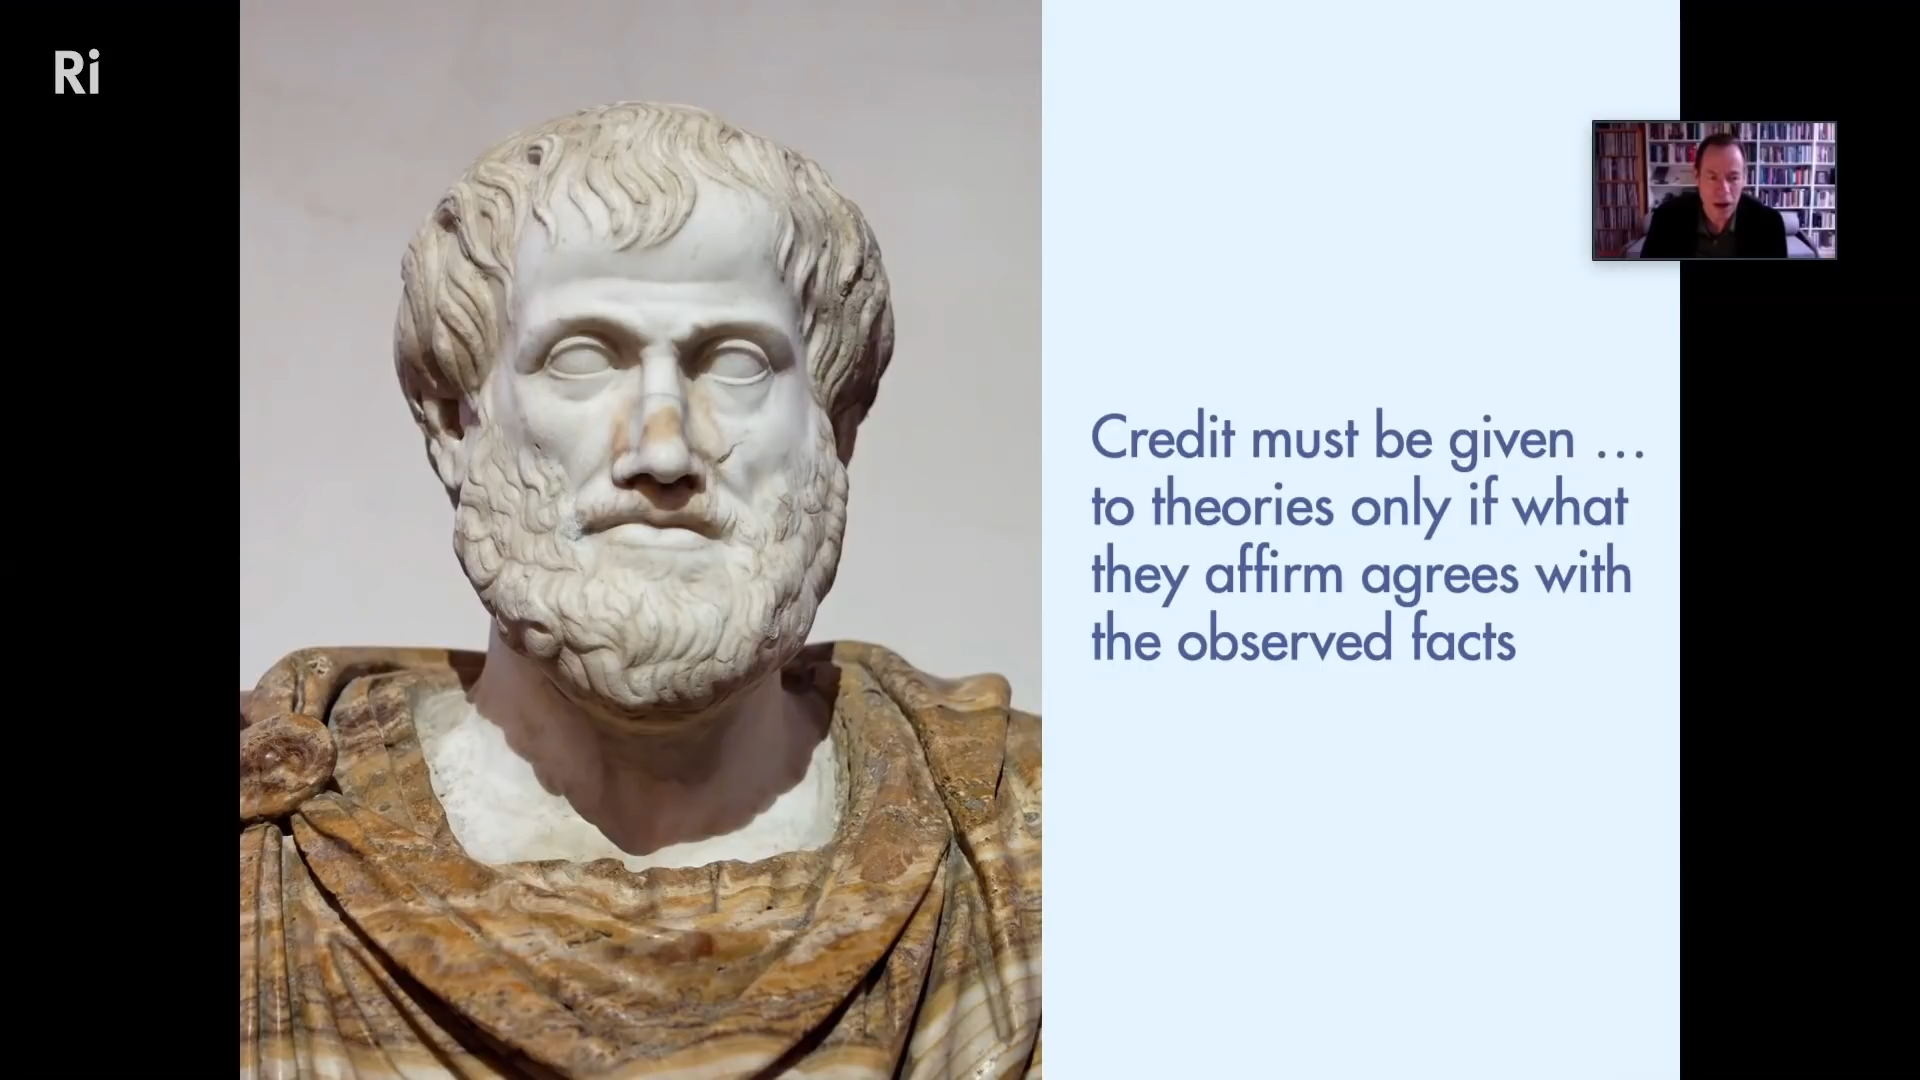 Ri
Credit must be given …
to theories only if what
they affirm agrees with
the observed facts